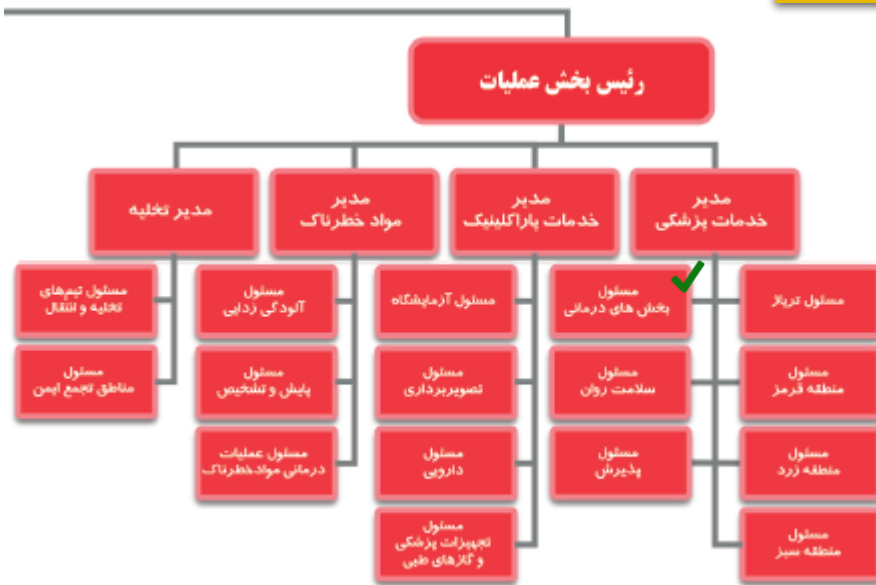 رئیس بخش عملیات
مدیر
خدمات پزشکی
مدیر
خدمات پاراکلینیک
مدیر
مواد خطرناک
مدیر تخلیه
مسئول تریاژ
مسئول
منطقه قرمز
مسئول
منطقه زرد
مسئول
منطقه سبز
مسئول
بخش های درمانی
مسئول
سلامت روان
مسئول
پذیرش
مسئول آزمایشگاه
مسئول
تصویربرداری
مسئول
دارویی
مسئول
تجهیزات پزشکی
و گازهای طبی
مسئول
آلودگی زدایی
مسئول
پایش و تشخیص
مسئول عملیات
درمانی موادخطرناک
مسئول تیم‌های
تخلیه و انتقال
مسئول
مناطق تجمع ایمن